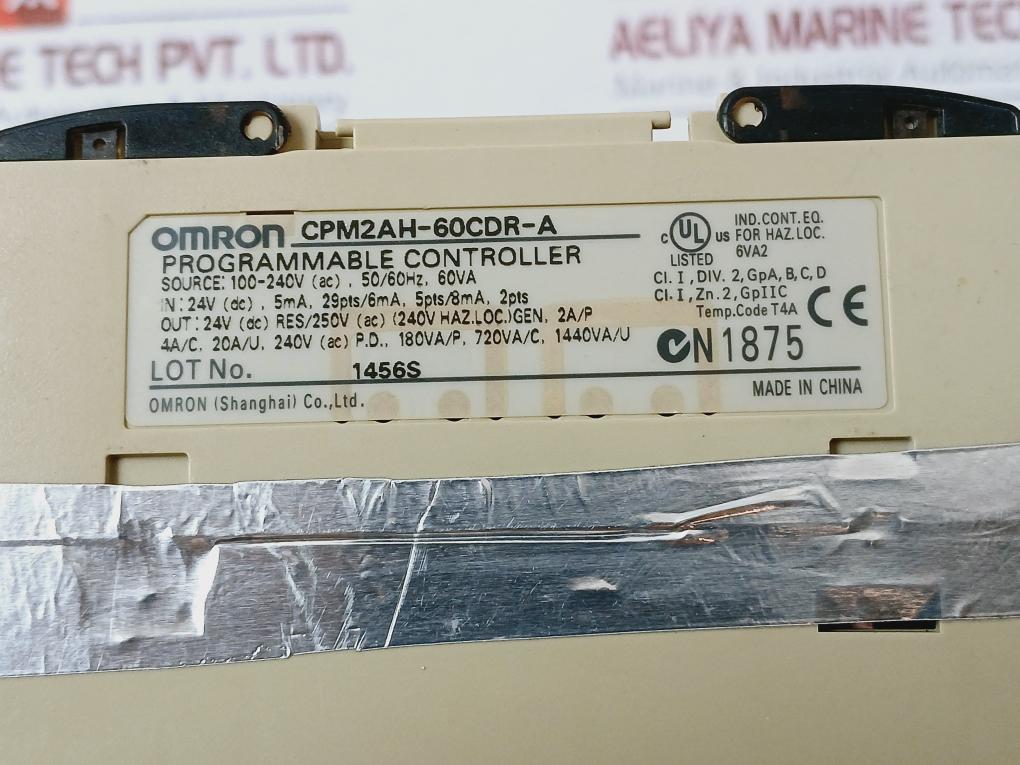 E TECH PVT. LTD.
AELIYA MARINE TEC
Marine & Industrial Automa
OMRON CPM2AH-60CDR-A
PROGRAMMABLE CONTROLLER
SOURCE: 100-240V (ac) , 50/60Hz, 60VA
IN: 24V (dc) , 5mA, 29pts/6mA, 5pts/8mA, 2pts
OUT: 24V (dc) RES/250V (ac) (240V HAZ.LOC.)GEN, 2A/P
4A/C, 20A/U, 240V (ac) P.D., 180VA/P, 720VA/C, 1440VA/U
LOT No. 1456S
OMRON (Shanghai) Co., Ltd.
C UL US
LISTED
IND.CONT.EQ.
FOR HAZ.LOC.
6VA2
Cl. I , DIV. 2, GpA, B, C, D
Cl. I , Zn. 2, GpIIC
Temp.Code T4A
CE
N1875
MADE IN CHINA